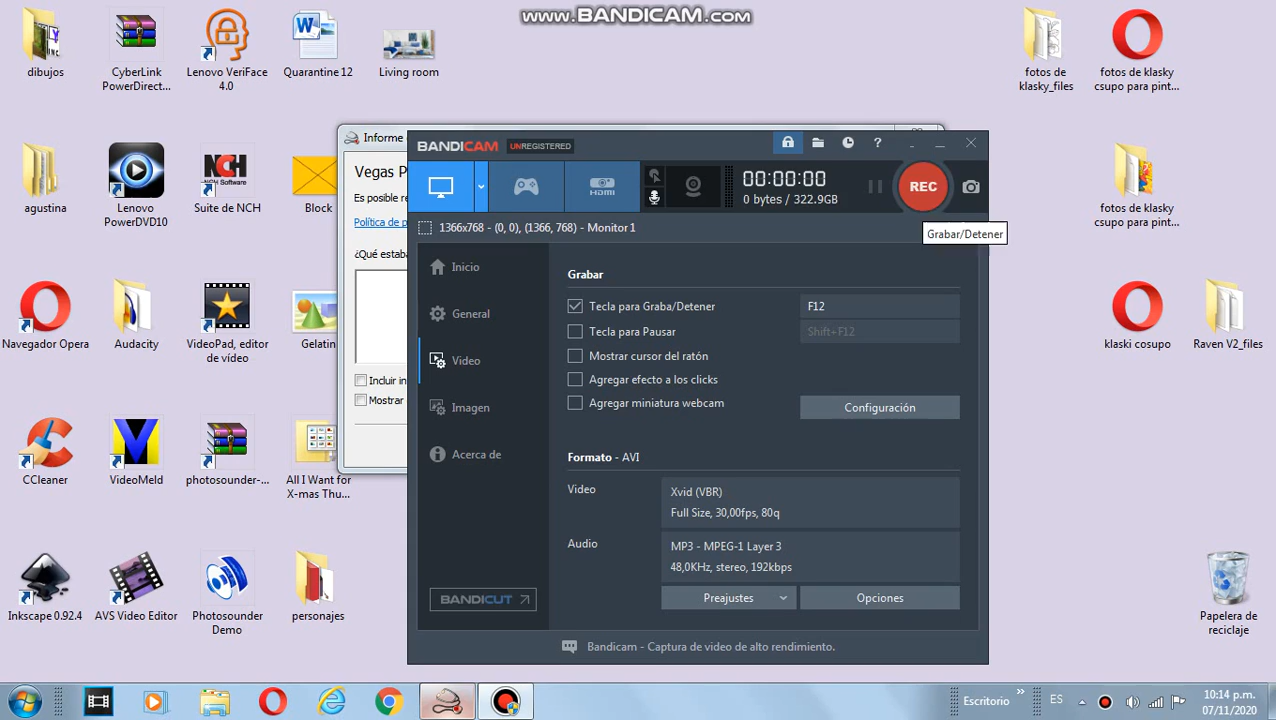 www.BANDICAM.com
dibujos
CyberLink
PowerDirect...
Lenovo VeriFace
4.0
Quarantine 12
Living room
fotos de
klasky_files
fotos de klasky
csupo para pint...
Informe
Vegas P
Es posible re
Política de p
¿Qué estaba
Incluir in
Mostrar
BANDICAM
UNREGISTERED
?
HDMI
00:00:00
0 bytes / 322.9GB
REC
Grabar/Detener
1366x768 - (0, 0), (1366, 768) - Monitor1
Inicio
General
Video
Imagen
Acerca de
BANDICUT
Grabar
Tecla para Graba/Detener
F12
Tecla para Pausar
Shift+F12
Mostrar cursor del ratón
Agregar efecto a los clicks
Agregar miniatura webcam
Configuración
Formato - AVI
Video
Xvid (VBR)
Full Size, 30,00fps, 80q
Audio
MP3 - MPEG-1 Layer 3
48,0KHz, stereo, 192kbps
Preajustes
Opciones
Bandicam - Captura de video de alto rendimiento.
agustina
Lenovo
PowerDVD10
NCH
NCH Software
Suite de NCH
Block
fotos de klasky
csupo para pint...
Navegador Opera
Audacity
VideoPad, editor
de vídeo
Gelatin
klaski cosupo
Raven V2_files
CCleaner
VideoMeld
photosounder-...
All I Want for
X-mas Thu...
Inkscape 0.92.4
AVS Video Editor
Photosounder
Demo
personajes
Papelera de
reciclaje
Escritorio
»
ES
10:14 p.m.
07/11/2020